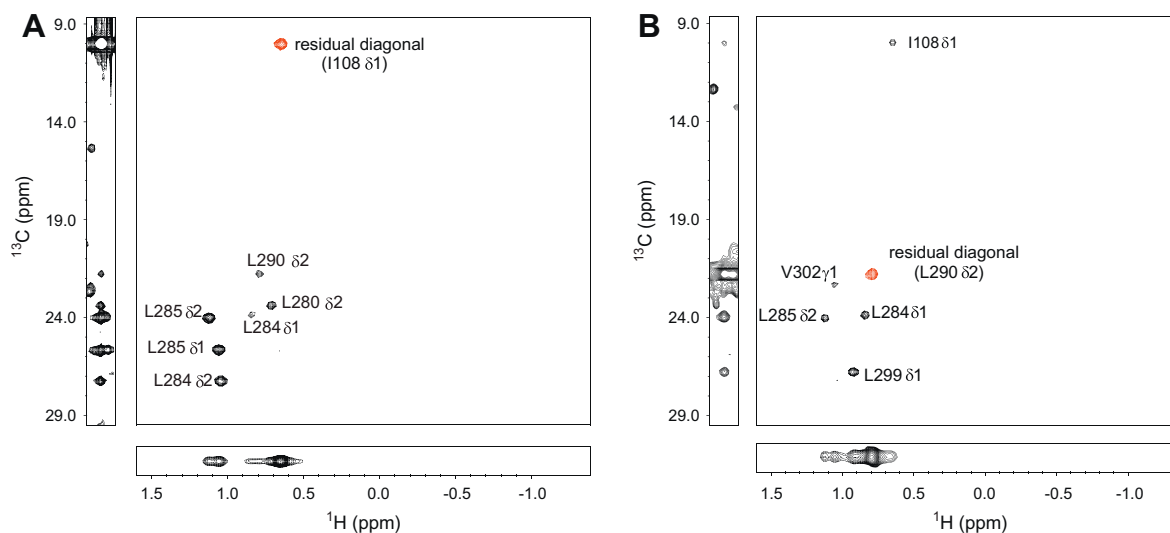 A
9.0
14.0
19.0
24.0
29.0
13C (ppm)
residual diagonal
(I108 δ1)
L290 δ2
L280 δ2
L285 δ2
L284 δ1
L285 δ1
L284 δ2
1.5 1.0 0.5 0.0 -0.5 -1.0
1H (ppm)
B
9.0
14.0
19.0
24.0
29.0
13C (ppm)
I108 δ1
residual diagonal
(L290 δ2)
V302γ1
L285 δ2
L284 δ1
L299 δ1
1.5 1.0 0.5 0.0 -0.5 -1.0
1H (ppm)